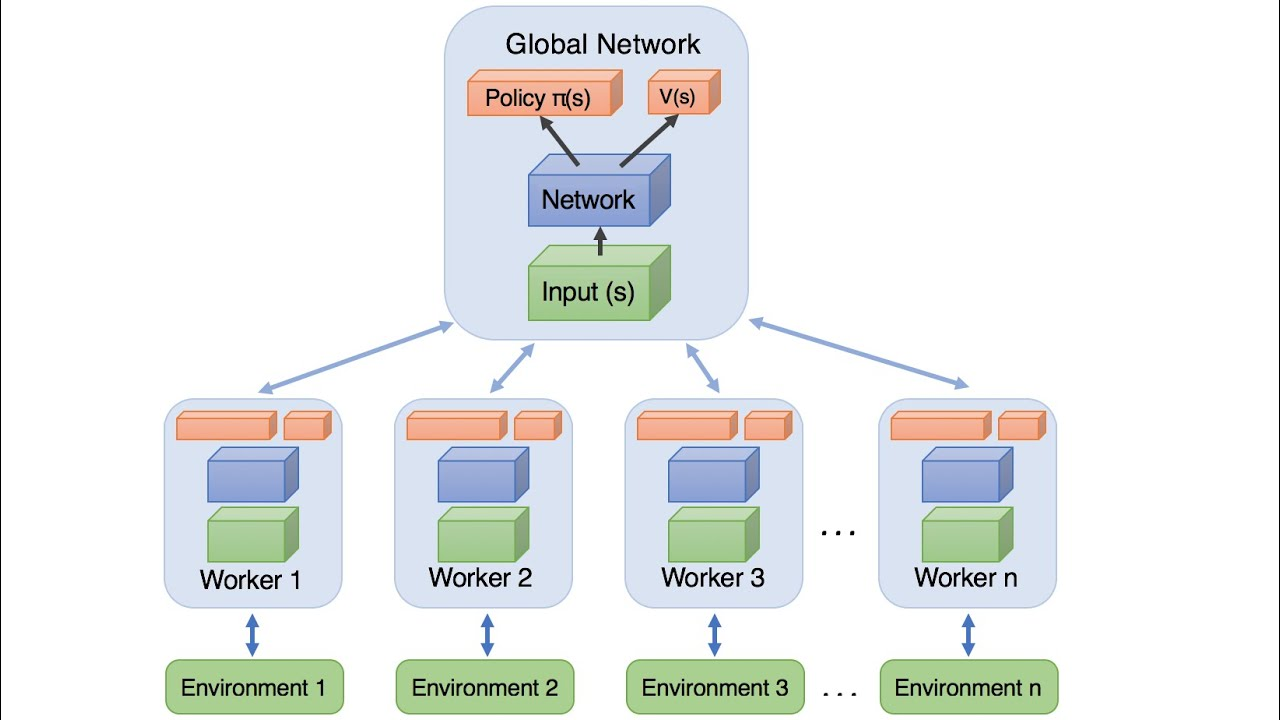 Global Network
Policy π(s)
V(s)
Network
Input (s)
...
Worker 1
Worker 2
Worker 3
Worker n
Environment 1
Environment 2
Environment 3
...
Environment n